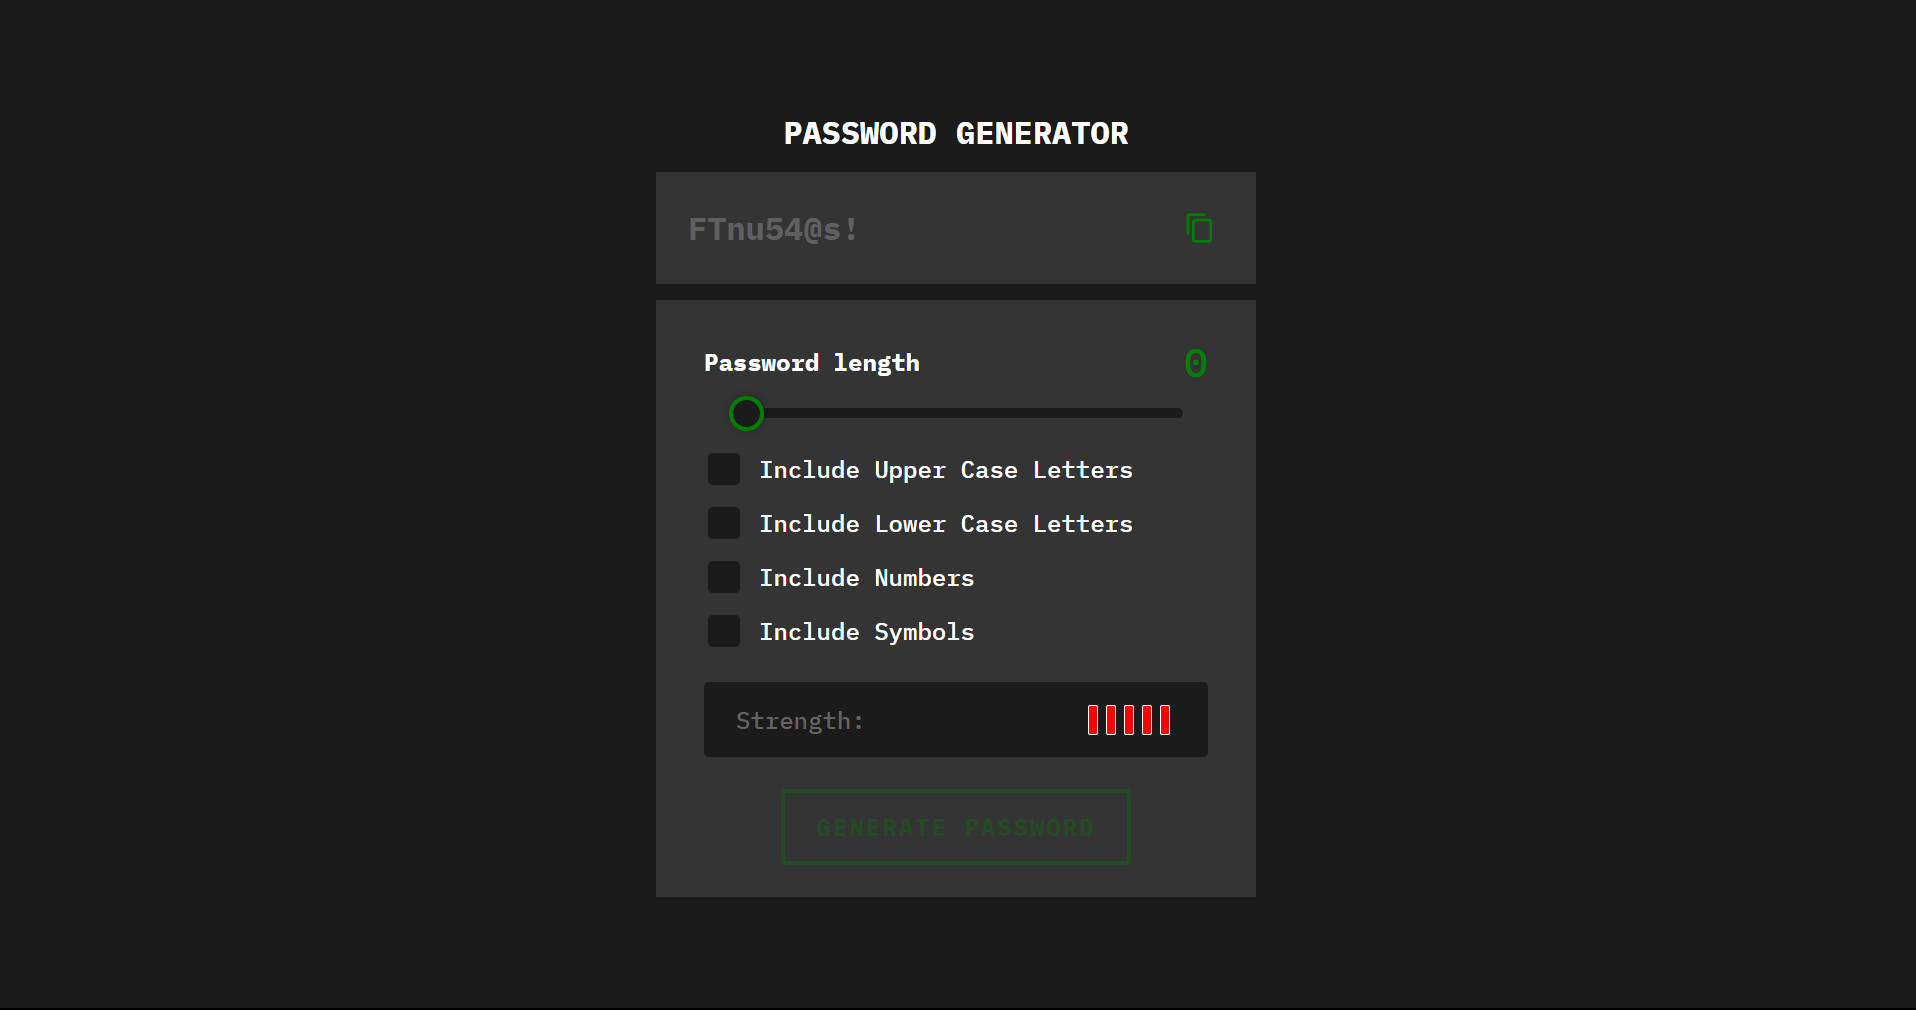 PASSWORD GENERATOR
FTnu54@s!
Password length 0
Include Upper Case Letters
Include Lower Case Letters
Include Numbers
Include Symbols
Strength:
GENERATE PASSWORD